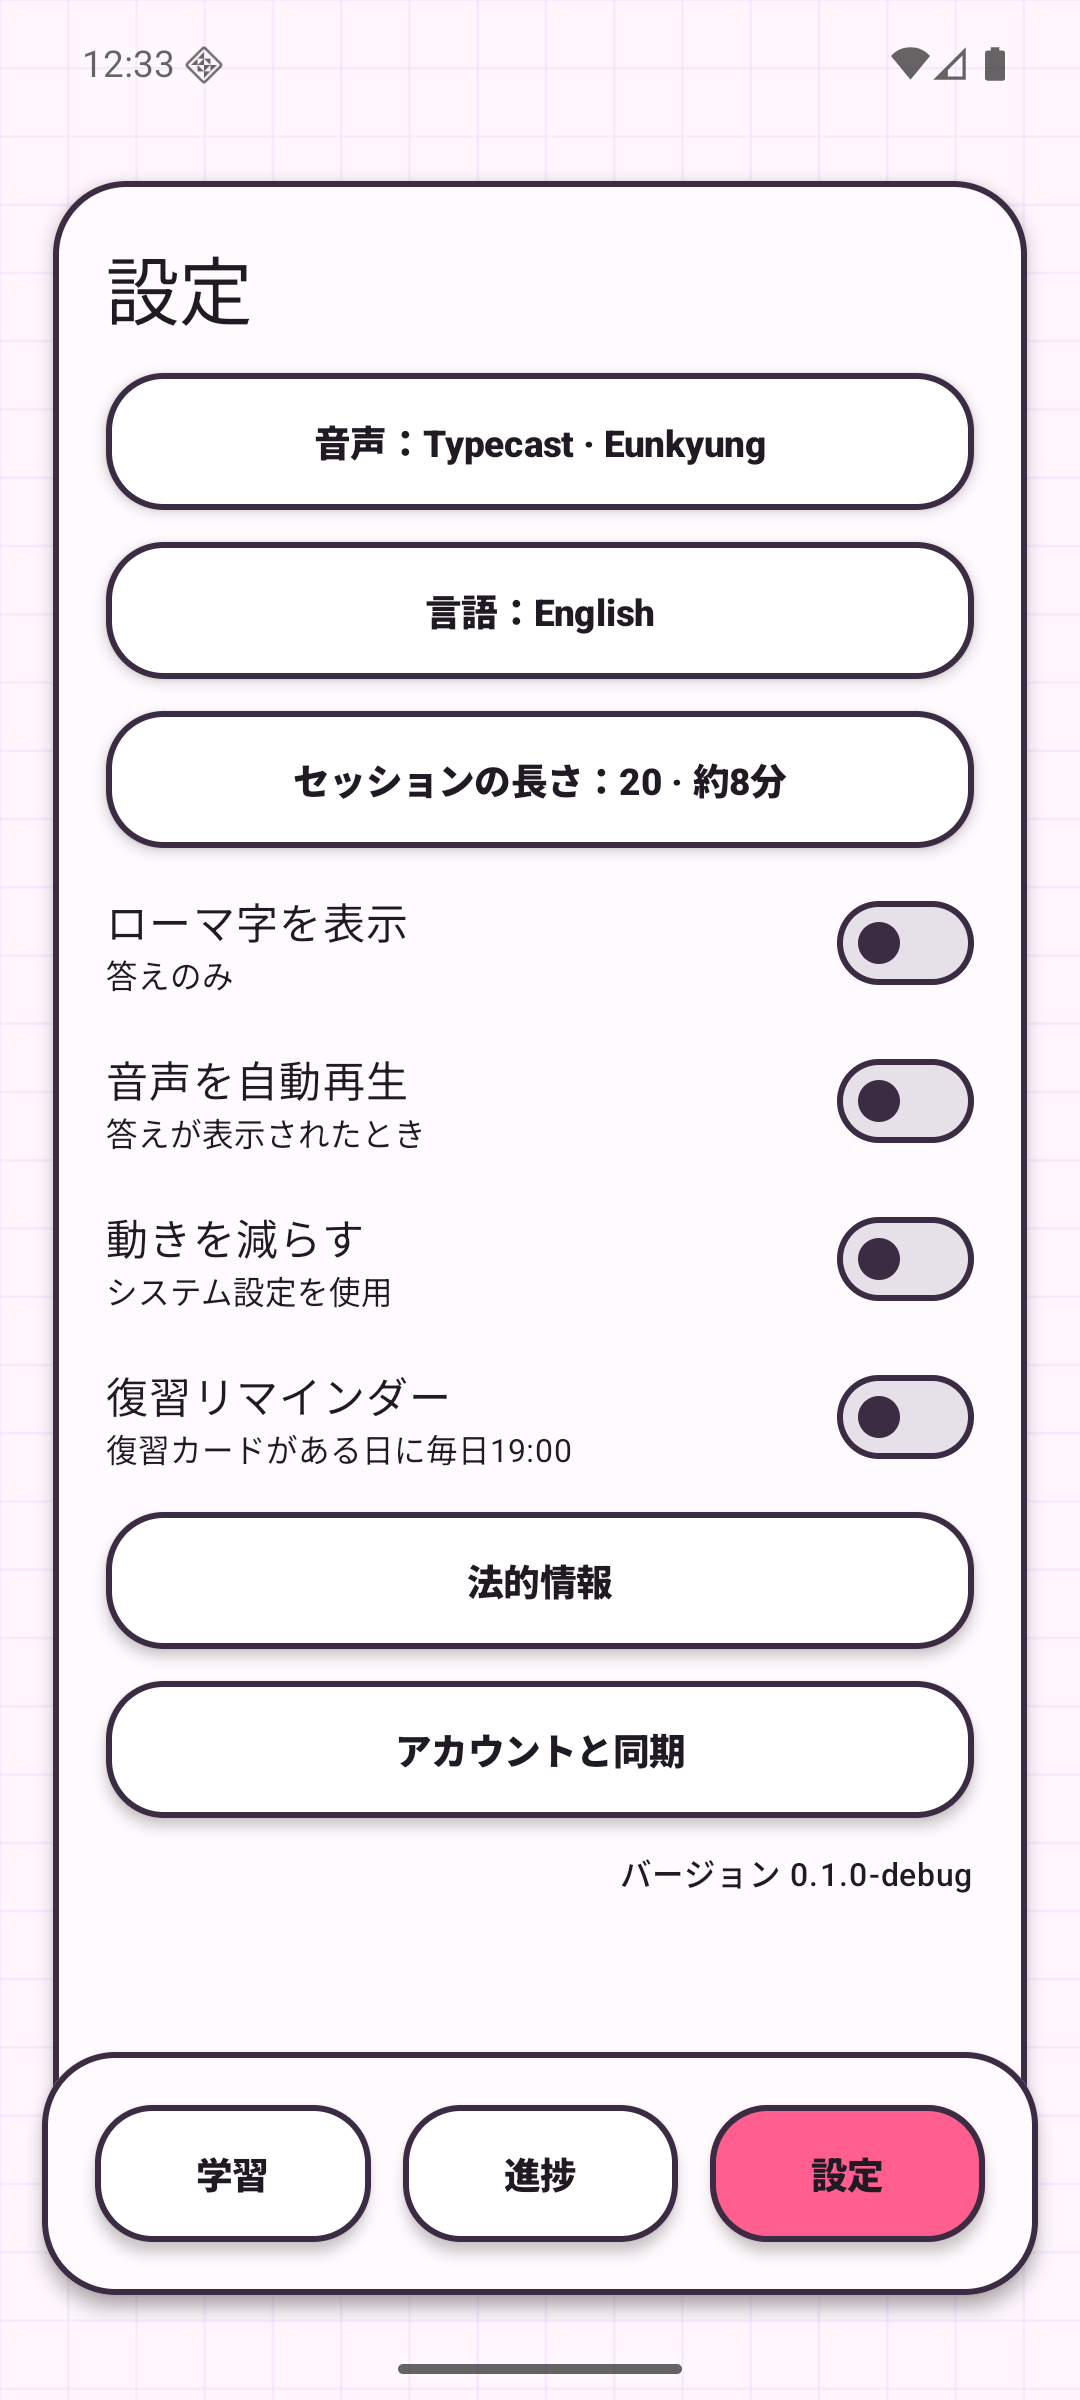 12:33
設定
音声：Typecast · Eunkyung
言語：English
セッションの長さ：20 · 約8分
ローマ字を表示
答えのみ
音声を自動再生
答えが表示されたとき
動きを減らす
システム設定を使用
復習リマインダー
復習カードがある日に毎日19:00
法的情報
アカウントと同期
バージョン 0.1.0-debug
学習
進捗
設定